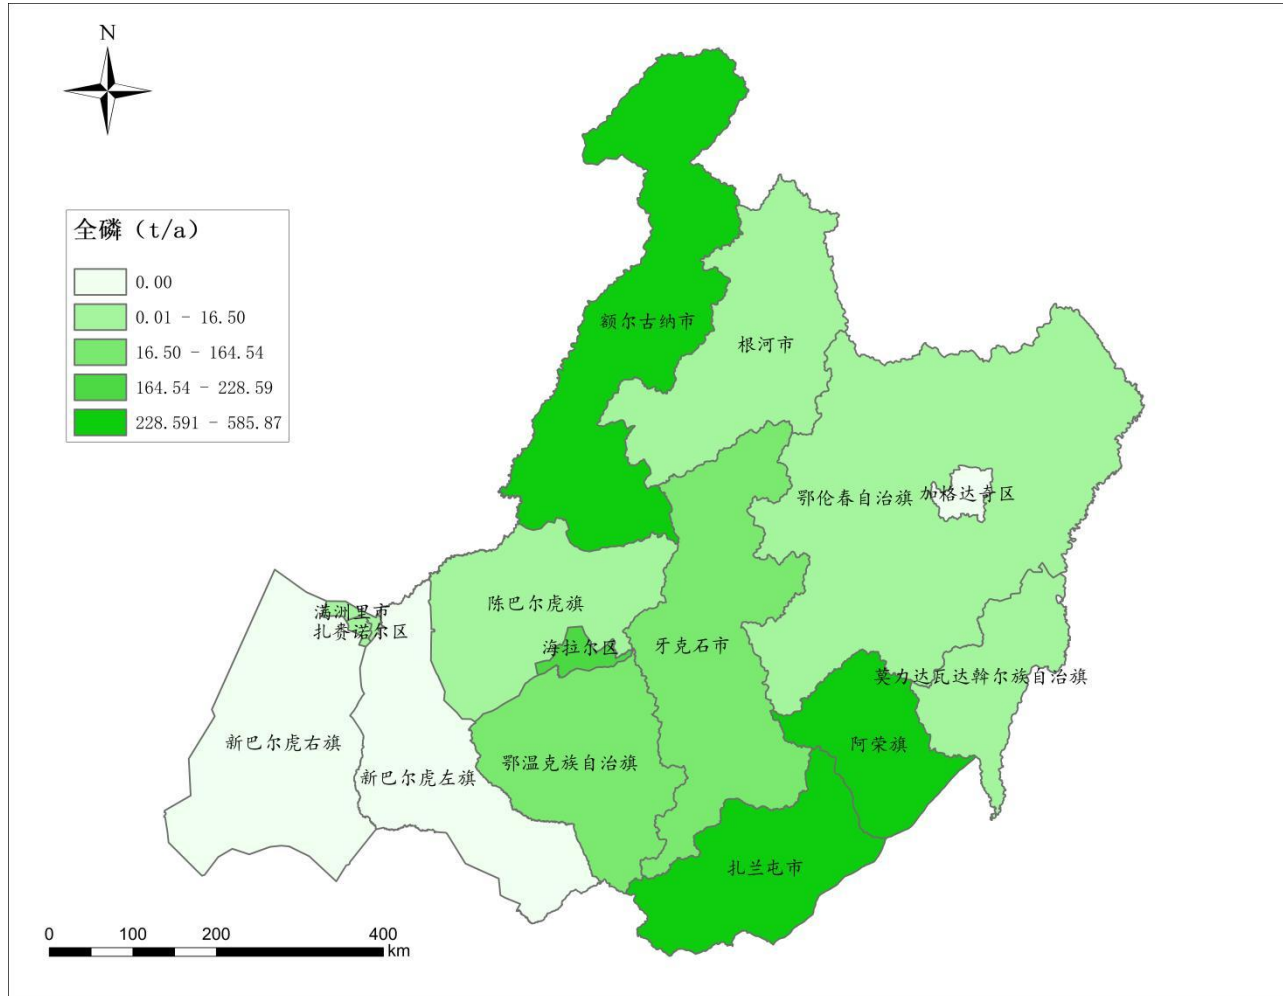 N
全磷（t/a）
0.00
0.01 - 16.50
16.50 - 164.54
164.54 - 228.59
228.591 - 585.87
额尔古纳市
根河市
鄂伦春自治旗
加格达奇区
满洲里市
扎赉诺尔区
陈巴尔虎旗
海拉尔区
牙克石市
莫力达瓦达斡尔族自治旗
新巴尔虎右旗
新巴尔虎左旗
鄂温克族自治旗
阿荣旗
扎兰屯市
0 100 200 400
km